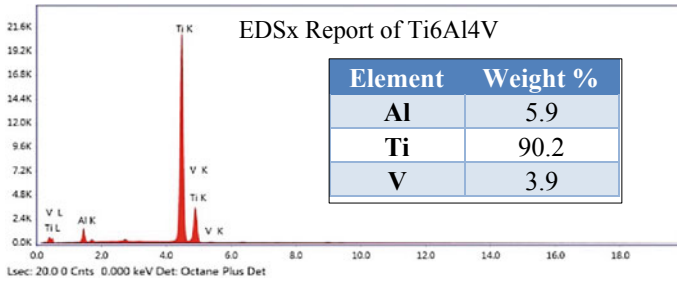 EDSx Report of Ti6Al4V
21.6K
19.2K
16.8K
14.4K
12.0K
9.6K
7.2K
4.8K
2.4K
0.0K
Ti K
V K
Ti K
V K
V L
Ti L
Al K
0.0 2.0 4.0 6.0 8.0 10.0 12.0 14.0 16.0 18.0
Element Weight %
Al 5.9
Ti 90.2
V 3.9
Lsec: 20.0 0 Cnts 0.000 keV Det: Octane Plus Det